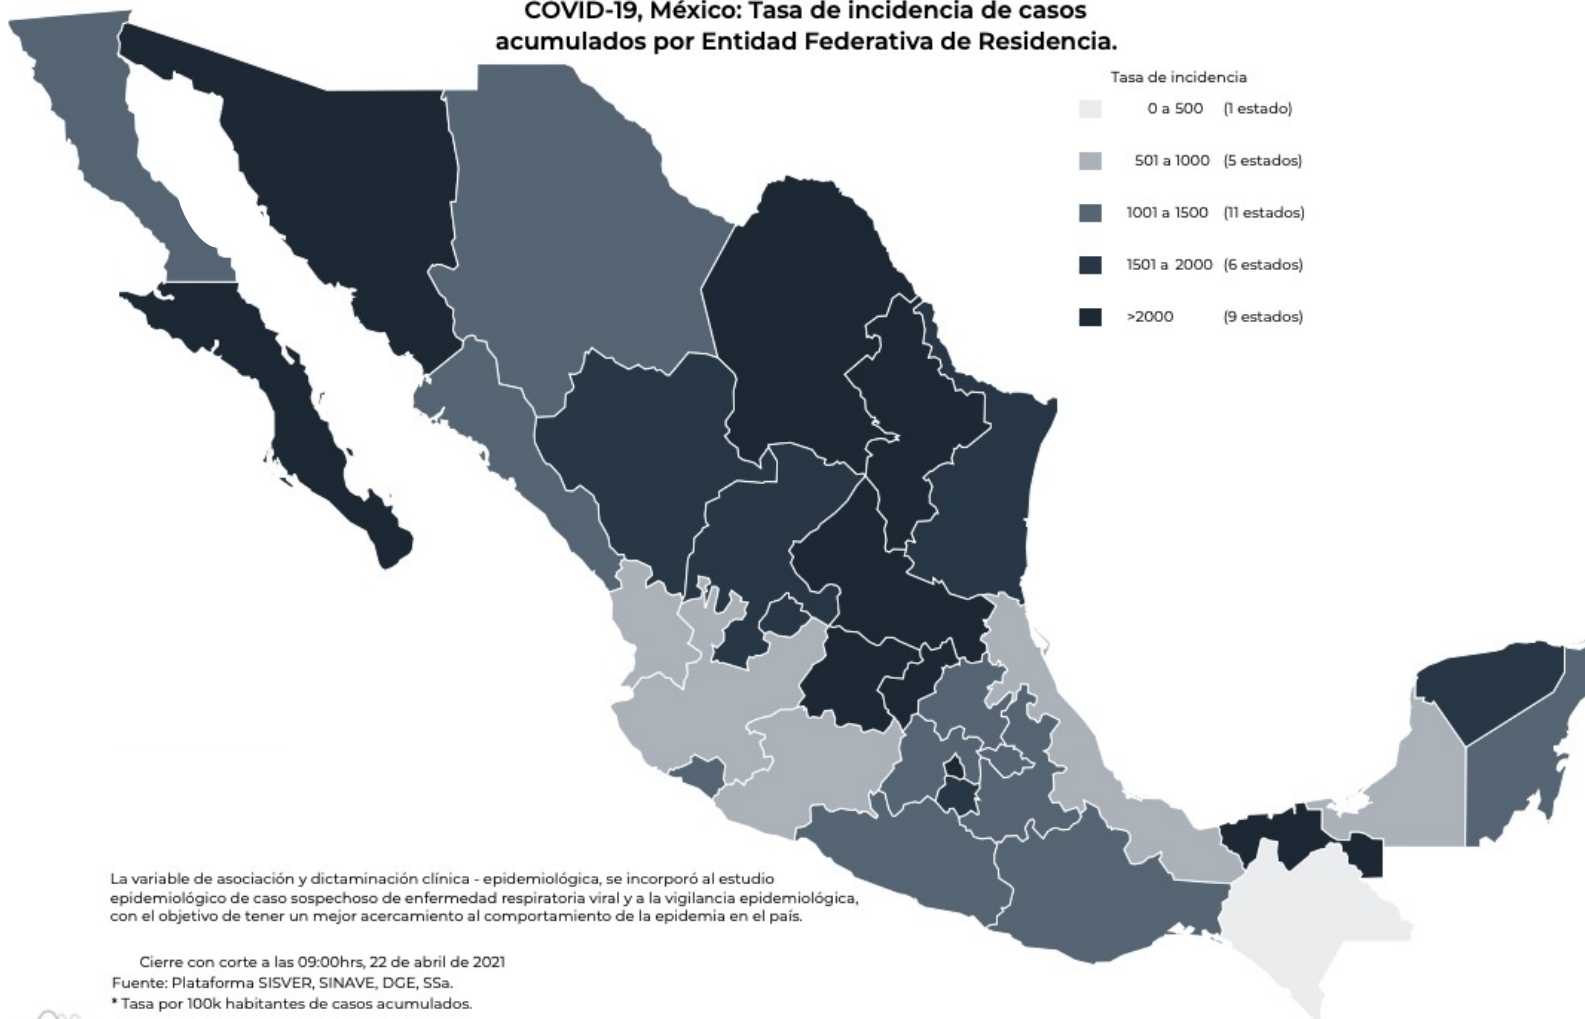 COVID-19, México: Tasa de incidencia de casos
acumulados por Entidad Federativa de Residencia.
Tasa de incidencia
0 a 500 (1 estado)
501 a 1000 (5 estados)
1001 a 1500 (11 estados)
1501 a 2000 (6 estados)
>2000 (9 estados)
La variable de asociación y dictaminación clínica - epidemiológica, se incorporó al estudio
epidemiológico de caso sospechoso de enfermedad respiratoria viral y a la vigilancia epidemiológica,
con el objetivo de tener un mejor acercamiento al comportamiento de la epidemia en el país.
Cierre con corte a las 09:00hrs, 22 de abril de 2021
Fuente: Plataforma SISVER, SINAVE, DGE, SSa.
* Tasa por 100k habitantes de casos acumulados.